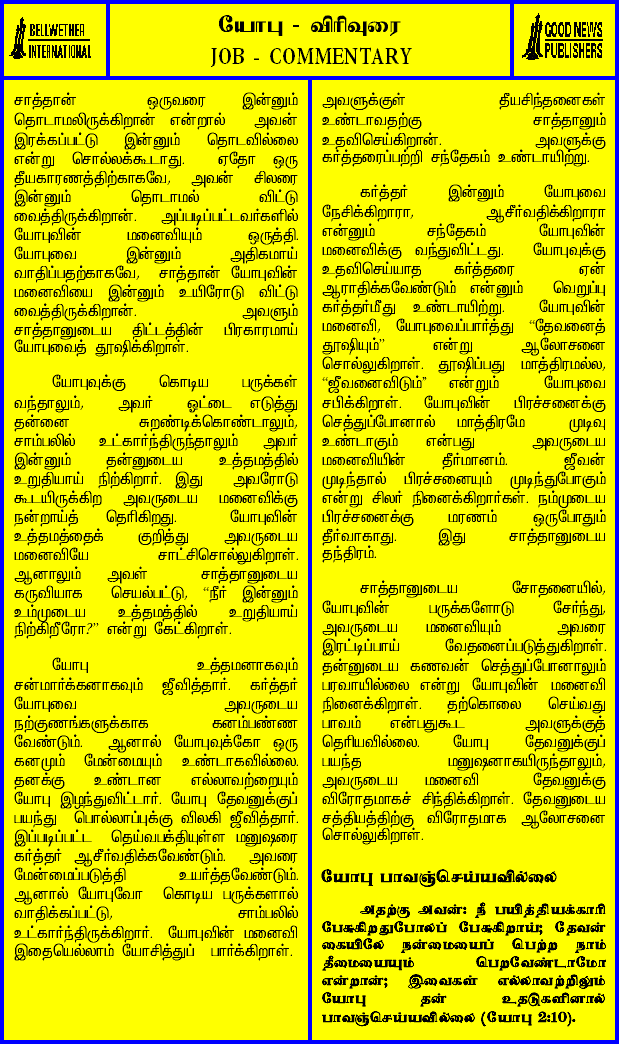 BELLWETHER
INTERNATIONAL
யோபு - விரிவுரை
JOB - COMMENTARY
GOOD NEWS
PUBLISHERS
சாத்தான் ஒருவரை இன்னும்
தொடாமலிருக்கிறான் என்றால் அவன்
இரக்கப்பட்டு இன்னும் தொடவில்லை
என்று சொல்லக்கூடாது. ஏதோ ஒரு
தீயகாரணத்திற்காகவே, அவன் சிலரை
இன்னும் தொடாமல் விட்டு
வைத்திருக்கிறான். அப்படிப்பட்டவர்களில்
யோபுவின் மனைவியும் ஒருத்தி.
யோபுவை இன்னும் அதிகமாய்
வாதிப்பதற்காகவே, சாத்தான் யோபுவின்
மனைவியை இன்னும் உயிரோடு விட்டு
வைத்திருக்கிறான். அவளும்
சாத்தானுடைய திட்டத்தின் பிரகாரமாய்
யோபுவைத் தூஷிக்கிறாள்.
யோபுவுக்கு கொடிய பருக்கள்
வந்தாலும், அவர் ஓட்டை எடுத்து
தன்னை சுறண்டிக்கொண்டாலும்,
சாம்பலில் உட்கார்ந்திருந்தாலும் அவர்
இன்னும் தன்னுடைய உத்தமத்தில்
உறுதியாய் நிற்கிறார். இது அவரோடு
கூடயிருக்கிற அவருடைய மனைவிக்கு
நன்றாய்த் தெரிகிறது. யோபுவின்
உத்தமத்தைக் குறித்து அவருடைய
மனைவியே சாட்சிசொல்லுகிறாள்.
ஆனாலும் அவள் சாத்தானுடைய
கருவியாக செயல்பட்டு, “நீர் இன்னும்
உம்முடைய உத்தமத்தில் உறுதியாய்
நிற்கிறீரோ?” என்று கேட்கிறாள்.
யோபு உத்தமனாகவும்
சன்மார்க்கனாகவும் ஜீவித்தார். கர்த்தர்
யோபுவை அவருடைய
நற்குணங்களுக்காக கனம்பண்ண
வேண்டும். ஆனால் யோபுவுக்கோ ஒரு
கனமும் மேன்மையும் உண்டாகவில்லை.
தனக்கு உண்டான எல்லாவற்றையும்
யோபு இழந்துவிட்டார். யோபு தேவனுக்குப்
பயந்து பொல்லாப்புக்கு விலகி ஜீவித்தார்.
இப்படிப்பட்ட தெய்வபக்தியுள்ள மனுஷரை
கர்த்தர் ஆசீர்வதிக்கவேண்டும். அவரை
மேன்மைப்படுத்தி உயர்த்தவேண்டும்.
ஆனால் யோபுவோ கொடிய பருக்களால்
வாதிக்கப்பட்டு, சாம்பலில்
உட்கார்ந்திருக்கிறார். யோபுவின் மனைவி
இதையெல்லாம் யோசித்துப் பார்க்கிறாள்.
அவளுக்குள் தீயசிந்தனைகள்
உண்டாவதற்கு சாத்தானும்
உதவிசெய்கிறான். அவளுக்கு
கர்த்தரைப்பற்றி சந்தேகம் உண்டாயிற்று.
கர்த்தர் இன்னும் யோபுவை
நேசிக்கிறாரா, ஆசீர்வதிக்கிறாரா
என்னும் சந்தேகம் யோபுவின்
மனைவிக்கு வந்துவிட்டது. யோபுவுக்கு
உதவிசெய்யாத கர்த்தரை ஏன்
ஆராதிக்கவேண்டும் என்னும் வெறுப்பு
கர்த்தர்மீது உண்டாயிற்று. யோபுவின்
மனைவி, யோபுவைப்பார்த்து “தேவனைத்
தூஷியும்” என்று ஆலோசனை
சொல்லுகிறாள். தூஷிப்பது மாத்திரமல்ல,
“ஜீவனைவிடும்” என்றும் யோபுவை
சபிக்கிறாள். யோபுவின் பிரச்சனைக்கு
செத்துப்போனால் மாத்திரமே முடிவு
உண்டாகும் என்பது அவருடைய
மனைவியின் தீர்மானம். ஜீவன்
முடிந்தால் பிரச்சனையும் முடிந்துபோகும்
என்று சிலர் நினைக்கிறார்கள். நம்முடைய
பிரச்சனைக்கு மரணம் ஒருபோதும்
தீர்வாகாது. இது சாத்தானுடைய
தந்திரம்.
சாத்தானுடைய சோதனையில்,
யோபுவின் பருக்களோடு சேர்ந்து,
அவருடைய மனைவியும் அவரை
இரட்டிப்பாய் வேதனைப்படுத்துகிறாள்.
தன்னுடைய கணவன் செத்துப்போனாலும்
பரவாயில்லை என்று யோபுவின் மனைவி
நினைக்கிறாள். தற்கொலை செய்வது
பாவம் என்பதுகூட அவளுக்குத்
தெரியவில்லை. யோபு தேவனுக்குப்
பயந்த மனுஷனாகயிருந்தாலும்,
அவருடைய மனைவி தேவனுக்கு
விரோதமாகச் சிந்திக்கிறாள். தேவனுடைய
சத்தியத்திற்கு விரோதமாக ஆலோசனை
சொல்லுகிறாள்.
யோபு பாவஞ்செய்யவில்லை
அதற்கு அவன்: நீ பயித்தியக்காரி
பேசுகிறதுபோலப் பேசுகிறாய்; தேவன்
கையிலே நன்மையைப் பெற்ற நாம்
தீமையையும் பெறவேண்டாமோ
என்றான்; இவைகள் எல்லாவற்றிலும்
யோபு தன் உதடுகளினால்
பாவஞ்செய்யவில்லை (யோபு 2:10).